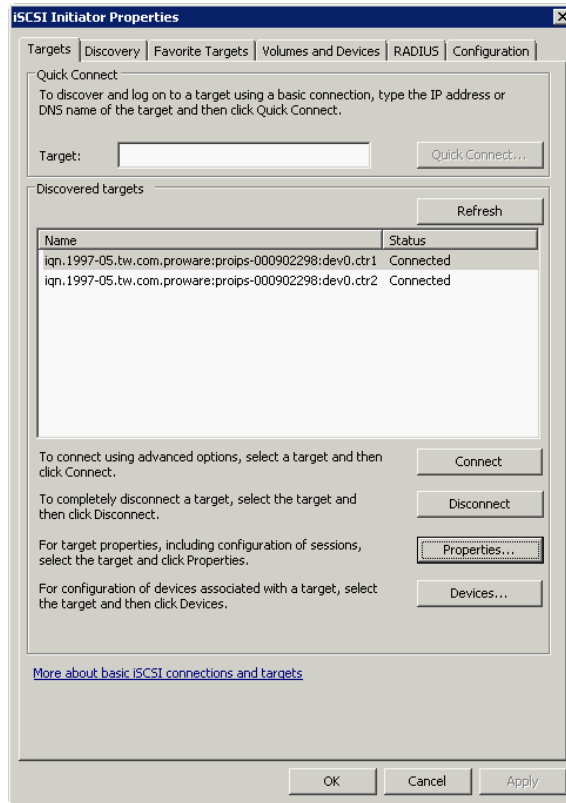 iSCSI Initiator Properties
Targets Discovery Favorite Targets Volumes and Devices RADIUS Configuration
Quick Connect
To discover and log on to a target using a basic connection, type the IP address or
DNS name of the target and then click Quick Connect.
Target: Quick Connect...
Discovered targets
Refresh
Name Status
iqn.1997-05.tw.com.proware:proips-000902298:dev0.ctr1 Connected
iqn.1997-05.tw.com.proware:proips-000902298:dev0.ctr2 Connected
To connect using advanced options, select a target and then
click Connect.
Connect
To completely disconnect a target, select the target and
then click Disconnect.
Disconnect
For target properties, including configuration of sessions,
select the target and click Properties.
Properties...
For configuration of devices associated with a target, select
the target and then click Devices.
Devices...
More about basic iSCSI connections and targets
OK Cancel Apply